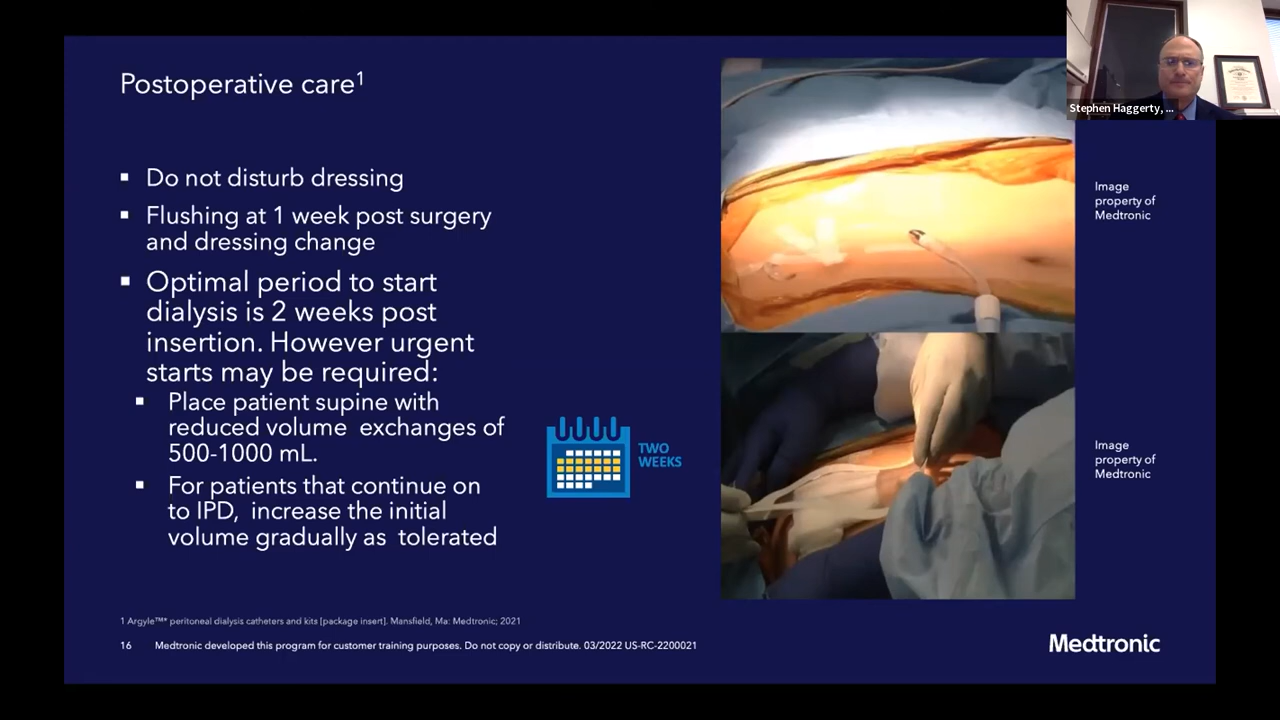 Stephen Haggerty, ...
Postoperative care1
▪ Do not disturb dressing
▪ Flushing at 1 week post surgery
and dressing change
▪ Optimal period to start
dialysis is 2 weeks post
insertion. However urgent
starts may be required:
▪ Place patient supine with
reduced volume exchanges of
500-1000 mL.
▪ For patients that continue on
to IPD, increase the initial
volume gradually as tolerated
TWO
WEEKS
Image
property of
Medtronic
Image
property of
Medtronic
1 Argyle™* peritoneal dialysis catheters and kits [package insert]. Mansfield, Ma: Medtronic; 2021
16 Medtronic developed this program for customer training purposes. Do not copy or distribute. 03/2022 US-RC-2200021
Medtronic